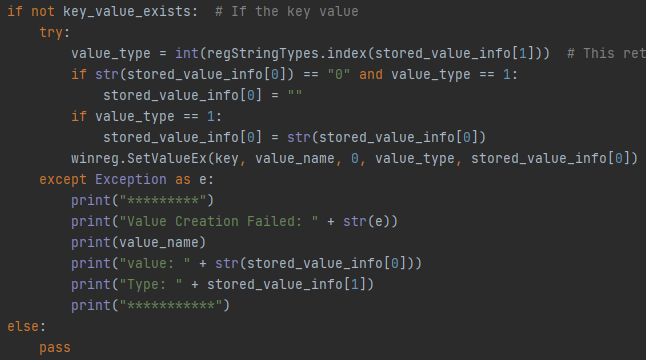 if not key_value_exists:  # If the key value
    try:
        value_type = int(regStringTypes.index(stored_value_info[1]))  # This ret
        if str(stored_value_info[0]) == "0" and value_type == 1:
            stored_value_info[0] = ""
        if value_type == 1:
            stored_value_info[0] = str(stored_value_info[0])
        winreg.SetValueEx(key, value_name, 0, value_type, stored_value_info[0])
    except Exception as e:
        print("*********")
        print("Value Creation Failed: " + str(e))
        print(value_name)
        print("value: " + str(stored_value_info[0]))
        print("Type: " + stored_value_info[1])
        print("***********")
else:
    pass